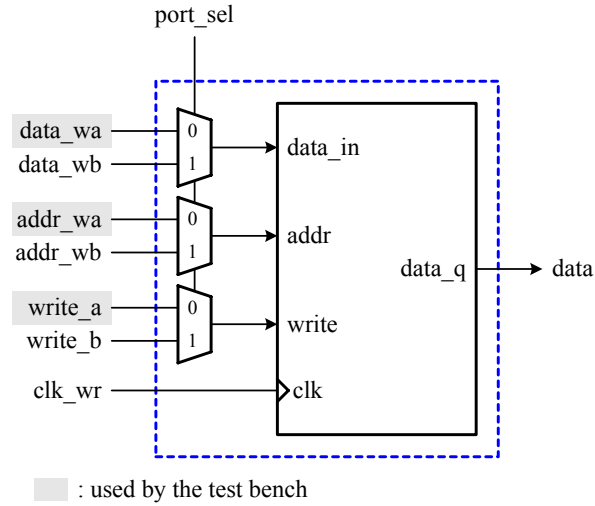 port_sel
data_wa
data_wb
0
1
data_in
addr_wa
addr_wb
0
1
addr
data_q
data
write_a
write_b
0
1
write
clk_wr
clk
: used by the test bench